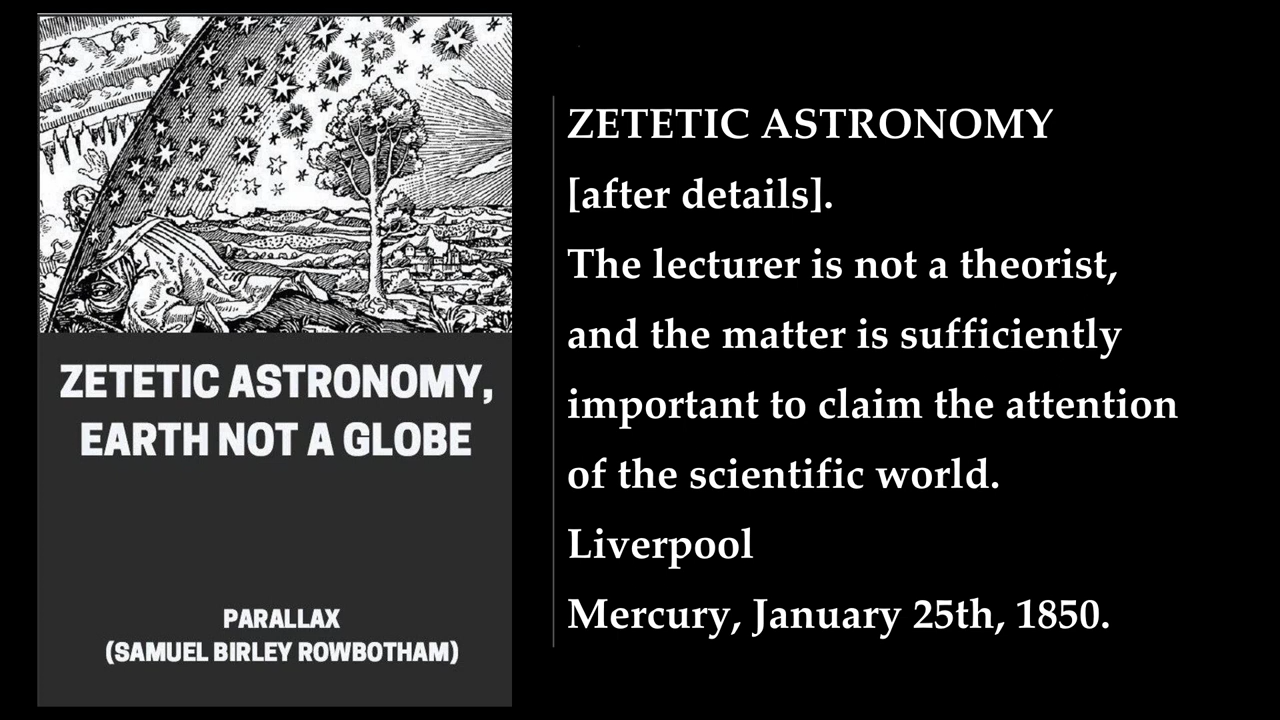 ZETETIC ASTRONOMY,
EARTH NOT A GLOBE
PARALLAX
(SAMUEL BIRLEY ROWBOTHAM)
ZETETIC ASTRONOMY
[after details].
The lecturer is not a theorist,
and the matter is sufficiently
important to claim the attention
of the scientific world.
Liverpool
Mercury, January 25th, 1850.